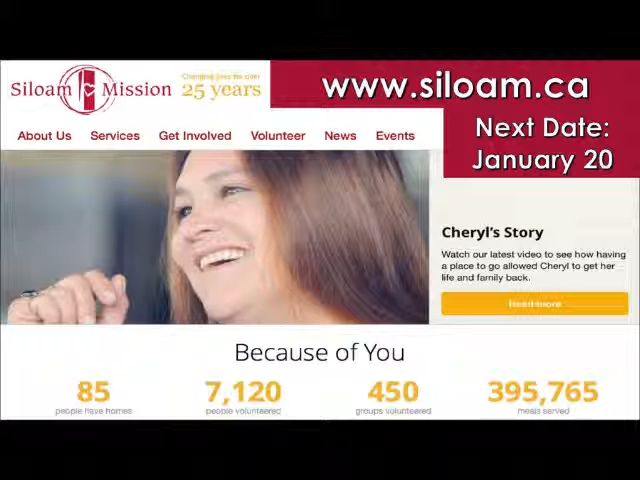 Siloam Mission
Changing lives for over
25 years
www.siloam.ca
Next Date:
January 20
About Us Services Get Involved Volunteer News Events
Cheryl's Story
Watch our latest video to see how having
a place to go allowed Cheryl to get her
life and family back.
Read more
Because of You
85 7,120 450 395,765
people have homes people volunteered groups volunteered meals served